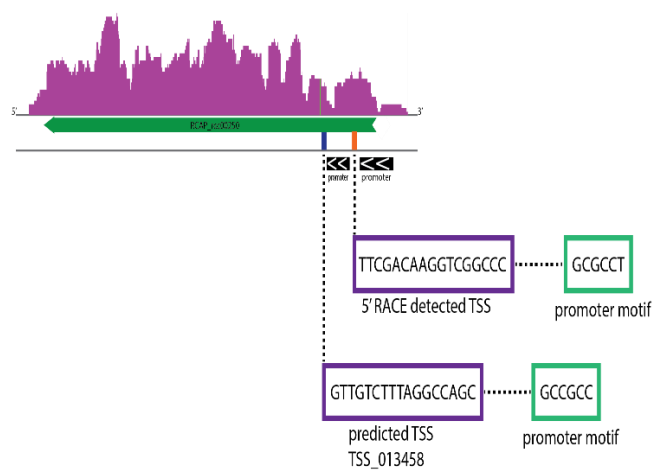 5' 3'
promoter promoter
TTCGACAAGGTCGGCCC GCGCCT
5' RACE detected TSS promoter motif
GTTGTCTTTAGGCCAGC GCCGCC
predicted TSS promoter motif
TSS_013458